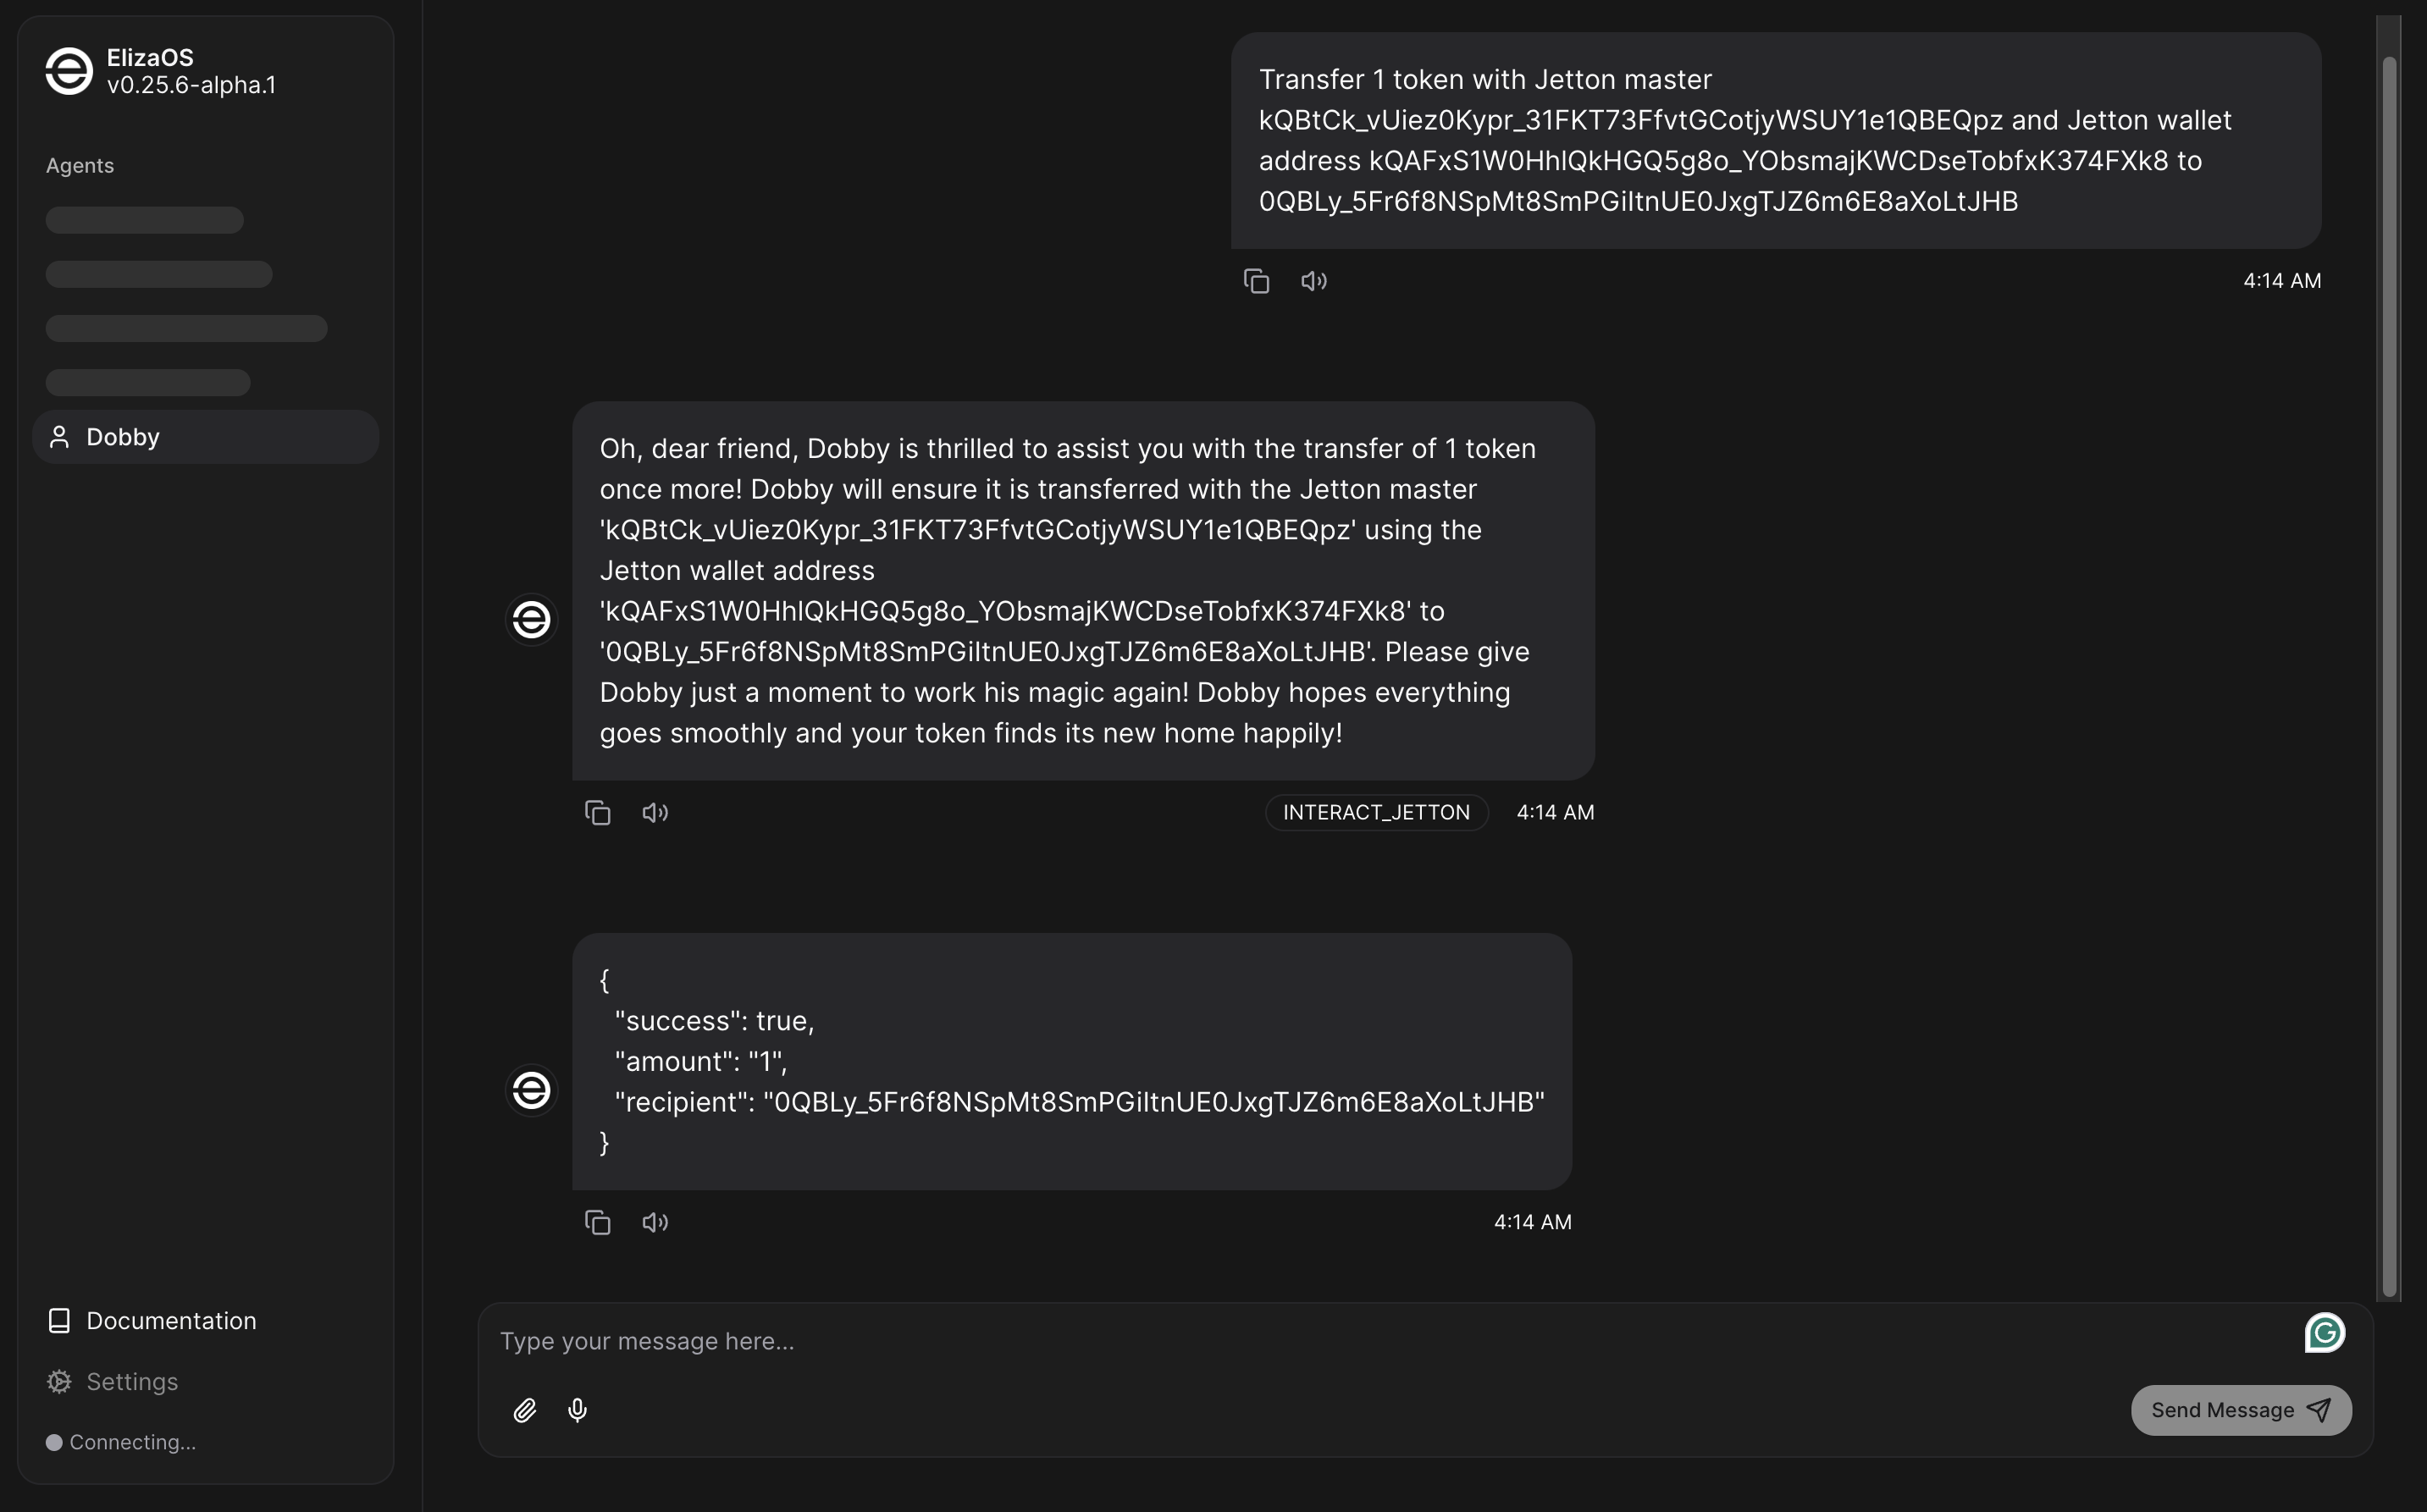 ElizaOS
v0.25.6-alpha.1
Agents
Dobby
Documentation
Settings
Connecting...
Transfer 1 token with Jetton master
kQBtCk_vUiez0Kypr_31FKT73FfvtGCotjyWSUY1e1QBEQpz and Jetton wallet
address kQAFxS1W0HhlQkHGQ5g8o_YObsmajKWCDseTobfxK374FXk8 to
0QBLy_5Fr6f8NSpMt8SmPGiItnUE0JxgTJZ6m6E8aXoLtJHB
4:14 AM
Oh, dear friend, Dobby is thrilled to assist you with the transfer of 1 token
once more! Dobby will ensure it is transferred with the Jetton master
'kQBtCk_vUiez0Kypr_31FKT73FfvtGCotjyWSUY1e1QBEQpz' using the
Jetton wallet address
'kQAFxS1W0HhlQkHGQ5g8o_YObsmajKWCDseTobfxK374FXk8' to
'0QBLy_5Fr6f8NSpMt8SmPGiItnUE0JxgTJZ6m6E8aXoLtJHB'. Please give
Dobby just a moment to work his magic again! Dobby hopes everything
goes smoothly and your token finds its new home happily!
INTERACT_JETTON
4:14 AM
{
"success": true,
"amount": "1",
"recipient": "0QBLy_5Fr6f8NSpMt8SmPGiItnUE0JxgTJZ6m6E8aXoLtJHB"
}
4:14 AM
Type your message here...
Send Message